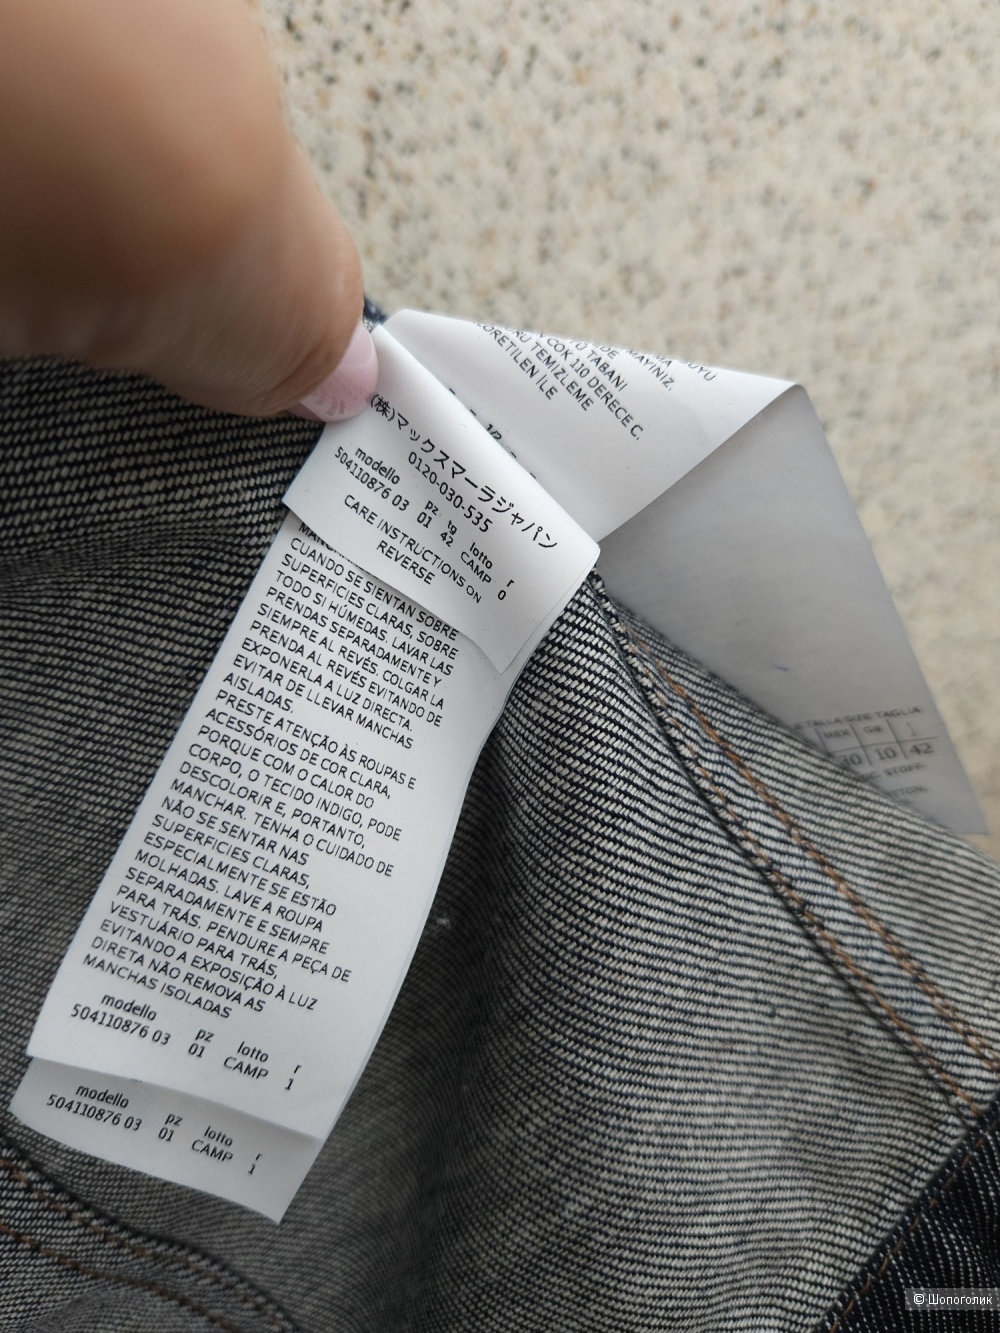 MAYINIZ.
TABANI
COK 110 DERECE C.
TEMIZLEME
ILE
(株)マックスマーラジャパン
0120-030-535
modello pz tg lotto r
504110876 03 01 42 CAMP 0
CARE INSTRUCTIONS ON
REVERSE
CUANDO SE SIENTAN SOBRE
SUPERFICIES CLARAS, SOBRE
TODO SI HÚMEDAS. LAVAR LAS
PRENDAS SEPARADAMENTE Y
SIEMPRE AL REVÉS. COLGAR LA
PRENDA AL REVÉS EVITANDO DE
EXPONERLA A LUZ DIRECTA.
EVITAR DE LLEVAR MANCHAS
AISLADAS.
PRESTE ATENÇÃO ÀS ROUPAS E
ACESSÓRIOS DE COR CLARA,
PORQUE COM O CALOR DO
CORPO, O TECIDO INDIGO, PODE
DESCOLORIR E, PORTANTO,
MANCHAR. TENHA O CUIDADO DE
NÃO SE SENTAR NAS
SUPERFICIES CLARAS,
ESPECIALMENTE SE ESTÃO
MOLHADAS. LAVE A ROUPA
SEPARADAMENTE E SEMPRE
PARA TRÁS. PENDURE A PEÇA DE
VESTUÁRIO PARA TRÁS,
EVITANDO A EXPOSIÇÃO À LUZ
DIRETA NÃO REMOVA AS
MANCHAS ISOLADAS
modello pz lotto r
504110876 03 01 CAMP 1
modello pz lotto r
504110876 03 01 CAMP 1
TALLA SIZE TAGLIA
MEX GB I
30 10 42
© Шопоголик